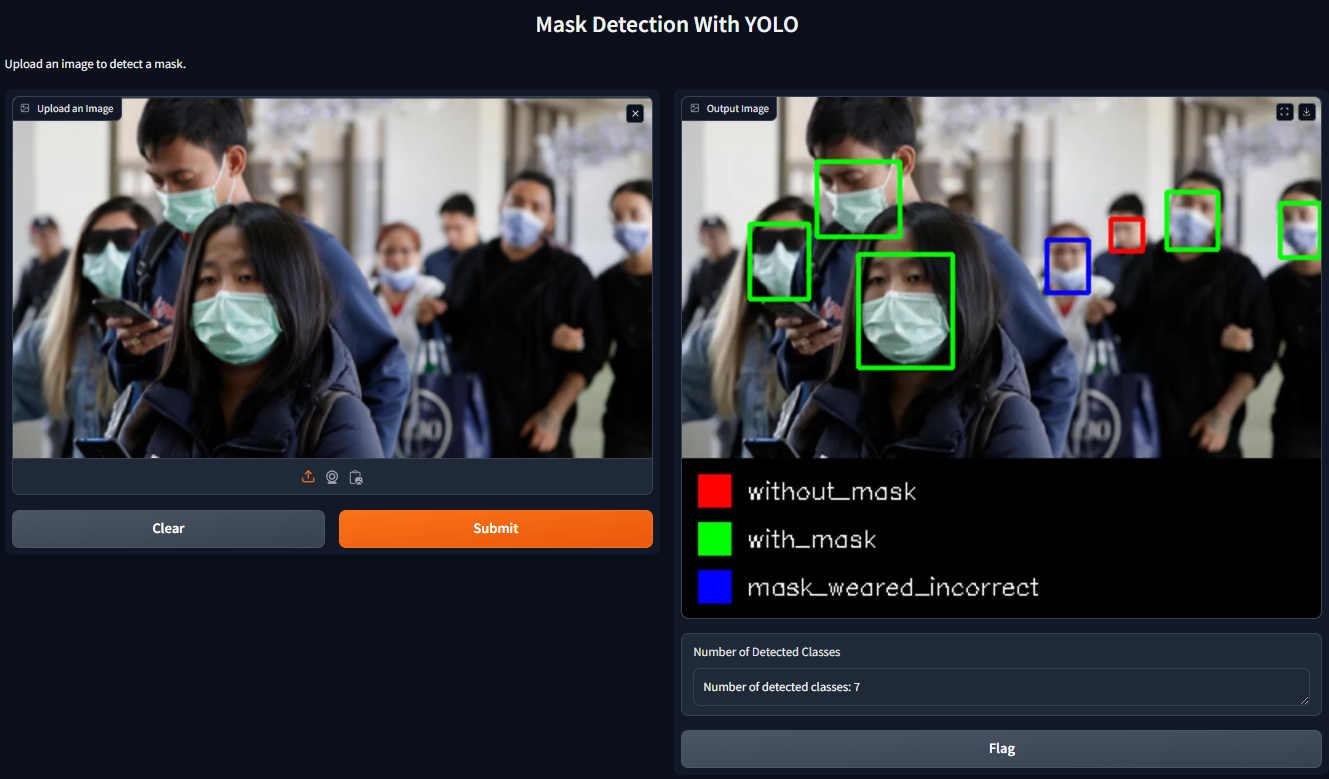 Mask Detection With YOLO
Upload an image to detect a mask.
Upload an Image
Output Image
Clear
Submit
without_mask
with_mask
mask_weared_incorrect
Number of Detected Classes
Number of detected classes: 7
Flag